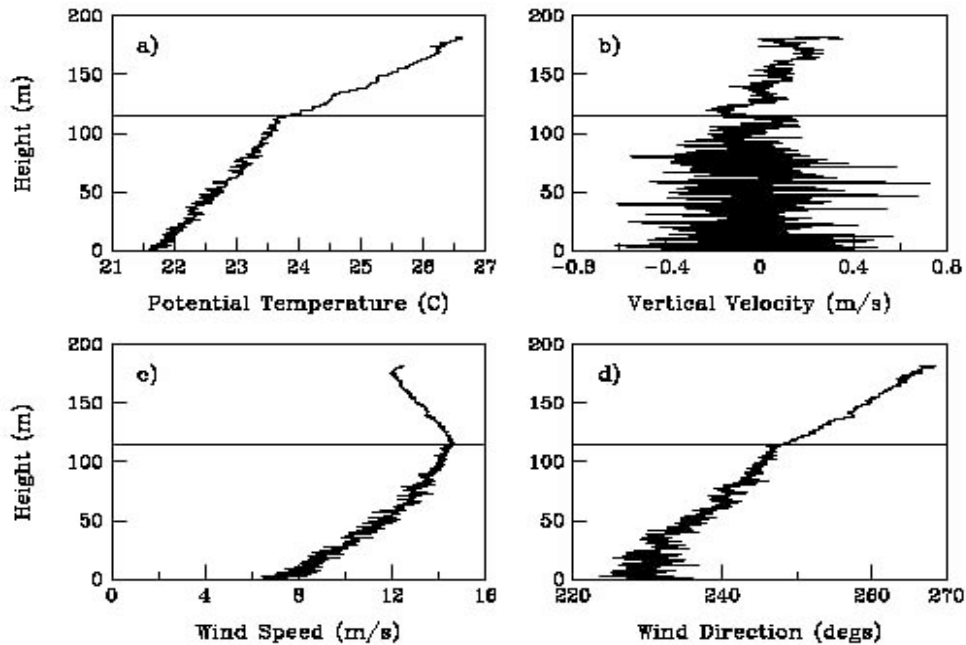 200
a)
150
Height (m)
100
50
0
21 22 23 24 25 26 27
Potential Temperature (C)
200
b)
150
100
50
0
-0.8 -0.4 0 0.4 0.8
Vertical Velocity (m/s)
200
c)
150
Height (m)
100
50
0
0 4 8 12 16
Wind Speed (m/s)
200
d)
150
100
50
0
220 240 260 270
Wind Direction (degs)